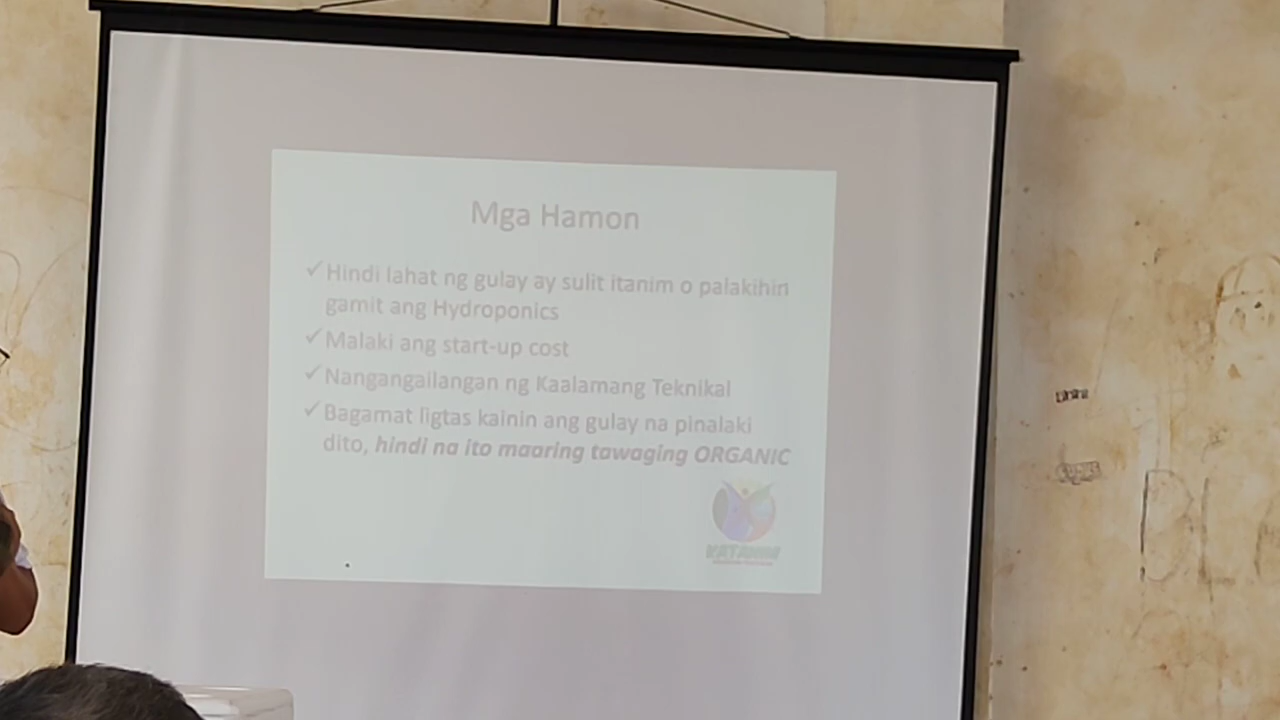 Mga Hamon
✓Hindi lahat ng gulay ay sulit itanim o palakihin
gamit ang Hydroponics
✓Malaki ang start-up cost
✓Nangangailangan ng Kaalamang Teknikal
✓Bagamat ligtas kainin ang gulay na pinalaki
dito, hindi na ito maaring tawaging ORGANIC
KATANIM